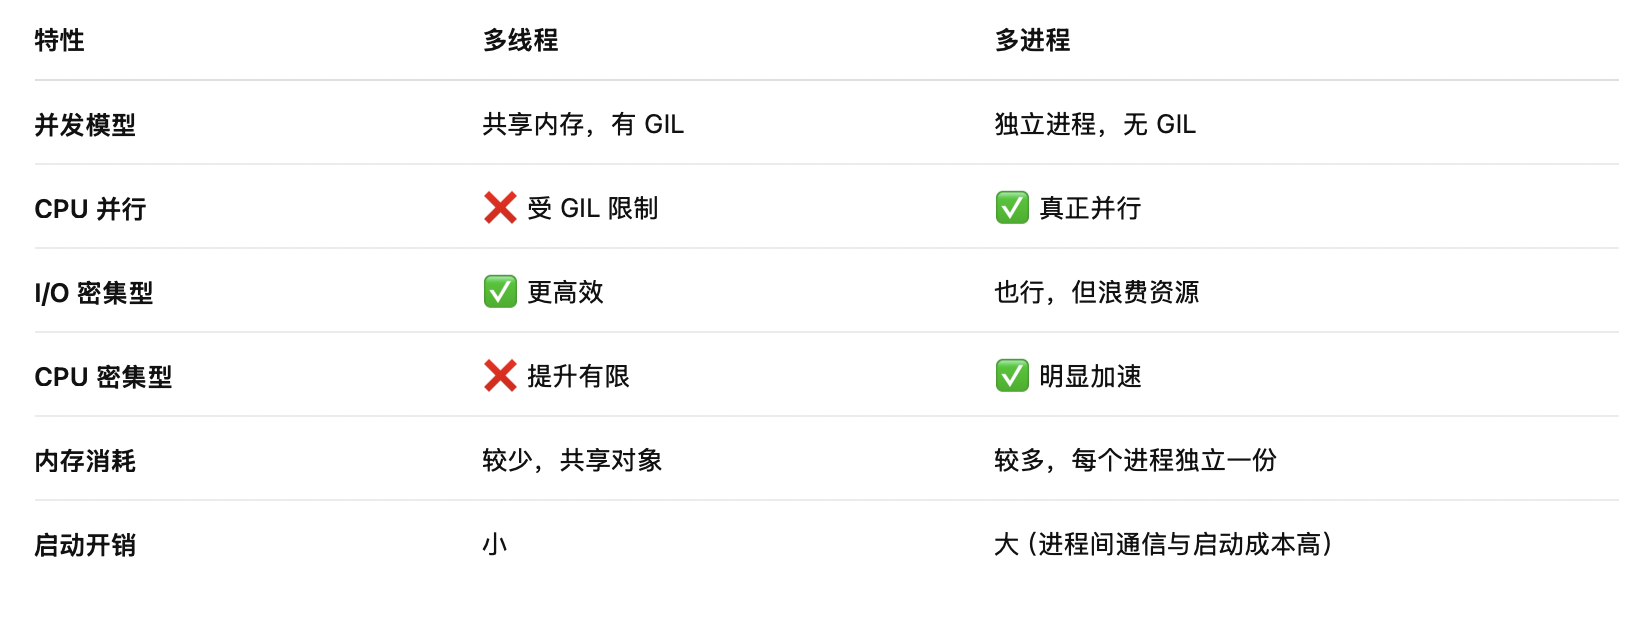 特性 多线程 多进程
并发模型 共享内存，有 GIL 独立进程，无 GIL
CPU 并行 ❌ 受 GIL 限制 ✅ 真正并行
I/O 密集型 ✅ 更高效 也行，但浪费资源
CPU 密集型 ❌ 提升有限 ✅ 明显加速
内存消耗 较少，共享对象 较多，每个进程独立一份
启动开销 小 大（进程间通信与启动成本高）